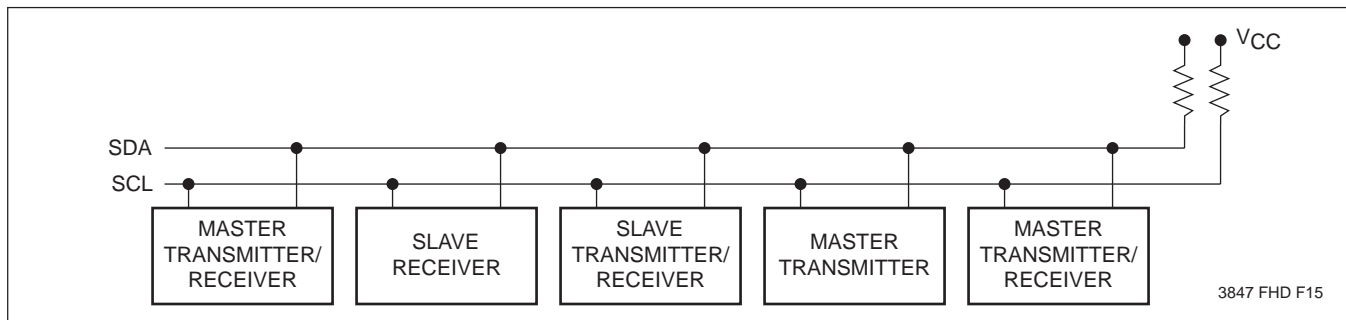 VCC
SDA
SCL
MASTER
TRANSMITTER/
RECEIVER
SLAVE
RECEIVER
SLAVE
TRANSMITTER/
RECEIVER
MASTER
TRANSMITTER
MASTER
TRANSMITTER/
RECEIVER
3847 FHD F15